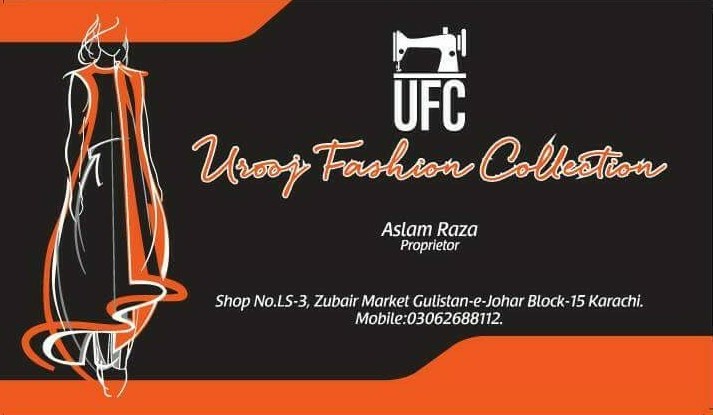 UFC
Urooj Fashion Collection
Aslam Raza
Proprietor
Shop No.LS-3, Zubair Market Gulistan-e-Johar Block-15 Karachi.
Mobile:03062688112.